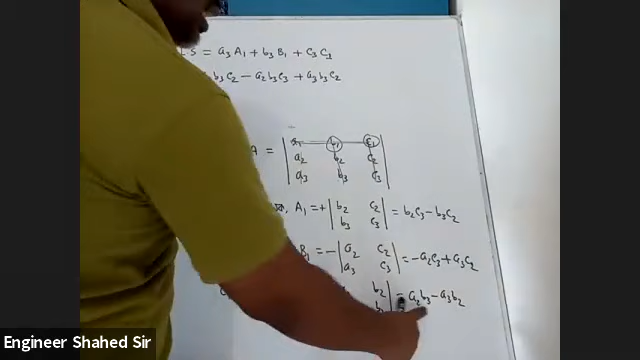 S = a₃A₁ + b₃B₁ + c₃C₁
b₃c₂ - a₂b₃c₃ + a₃b₃c₂
A = | b₁ c₁ |
| a₂ b₂ c₂ |
| a₃ b₃ c₃ |
A₁ = + | b₂ c₂ | = b₂c₃ - b₃c₂
| b₃ c₃ |
B₁ = - | a₂ c₂ | = -a₂c₃ + a₃c₂
| a₃ c₃ |
b₂ | = a₂b₃ - a₃b₂
Engineer Shahed Sir